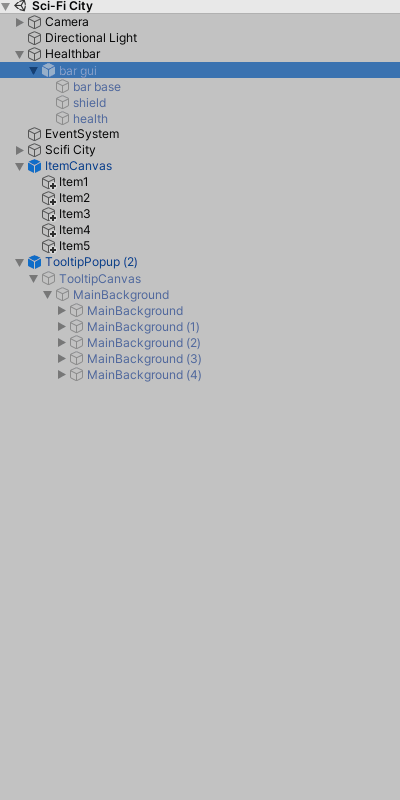 Sci-Fi City
Camera
Directional Light
Healthbar
bar gui
bar base
shield
health
EventSystem
Scifi City
ItemCanvas
Item1
Item2
Item3
Item4
Item5
TooltipPopup (2)
TooltipCanvas
MainBackground
MainBackground
MainBackground (1)
MainBackground (2)
MainBackground (3)
MainBackground (4)